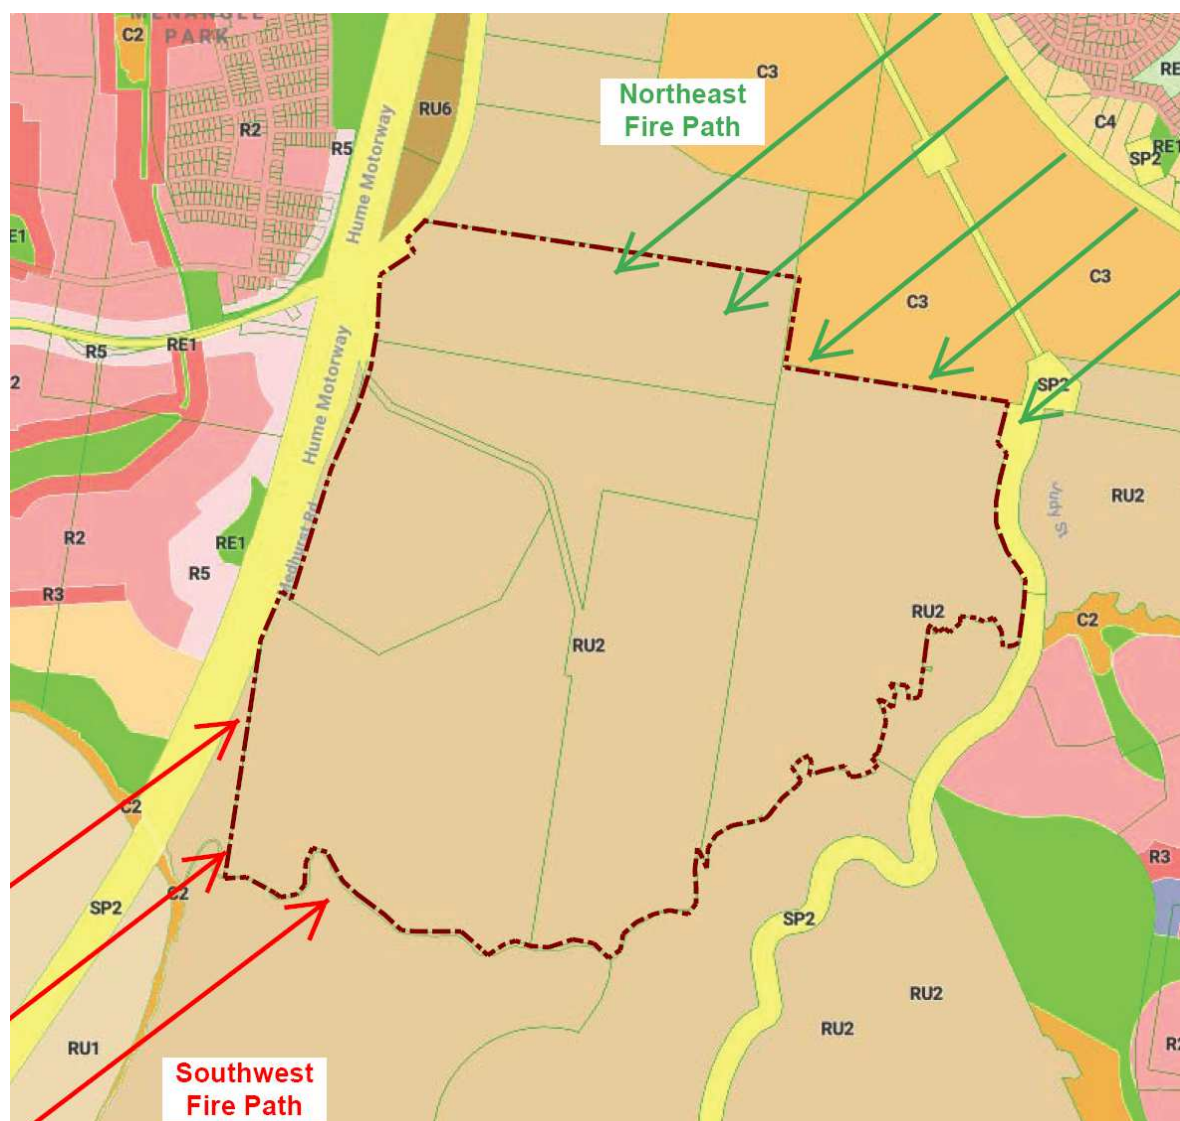 MENANGLE
PARK
C2
C3
RE
Northeast
Fire Path
RU6
C4
R2
R5
SP2
RE1
Hume Motorway
E1
C3
C3
R5
RE1
2
SP2
Hume Motorway
RU2
Judy St
R2
RE1
Medhurst Rd
R5
R3
RU2
C2
RU2
C2
R3
C2
SP2
SP2
RU2
RU2
RU1
R2
Southwest
Fire Path